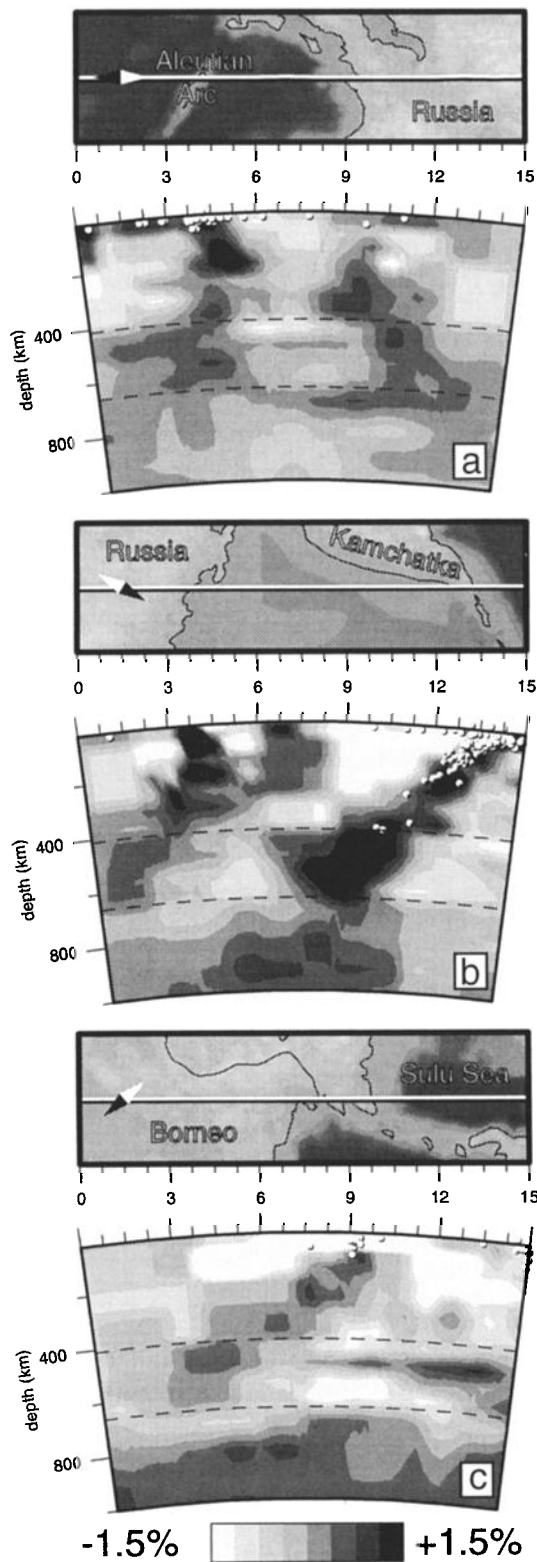 Aleutian
Arc
Russia
0 3 6 9 12 15
400
depth (km)
800
a
Russia
Kamchatka
0 3 6 9 12 15
400
depth (km)
800
b
Sulu Sea
Borneo
0 3 6 9 12 15
400
depth (km)
800
c
-1.5% +1.5%